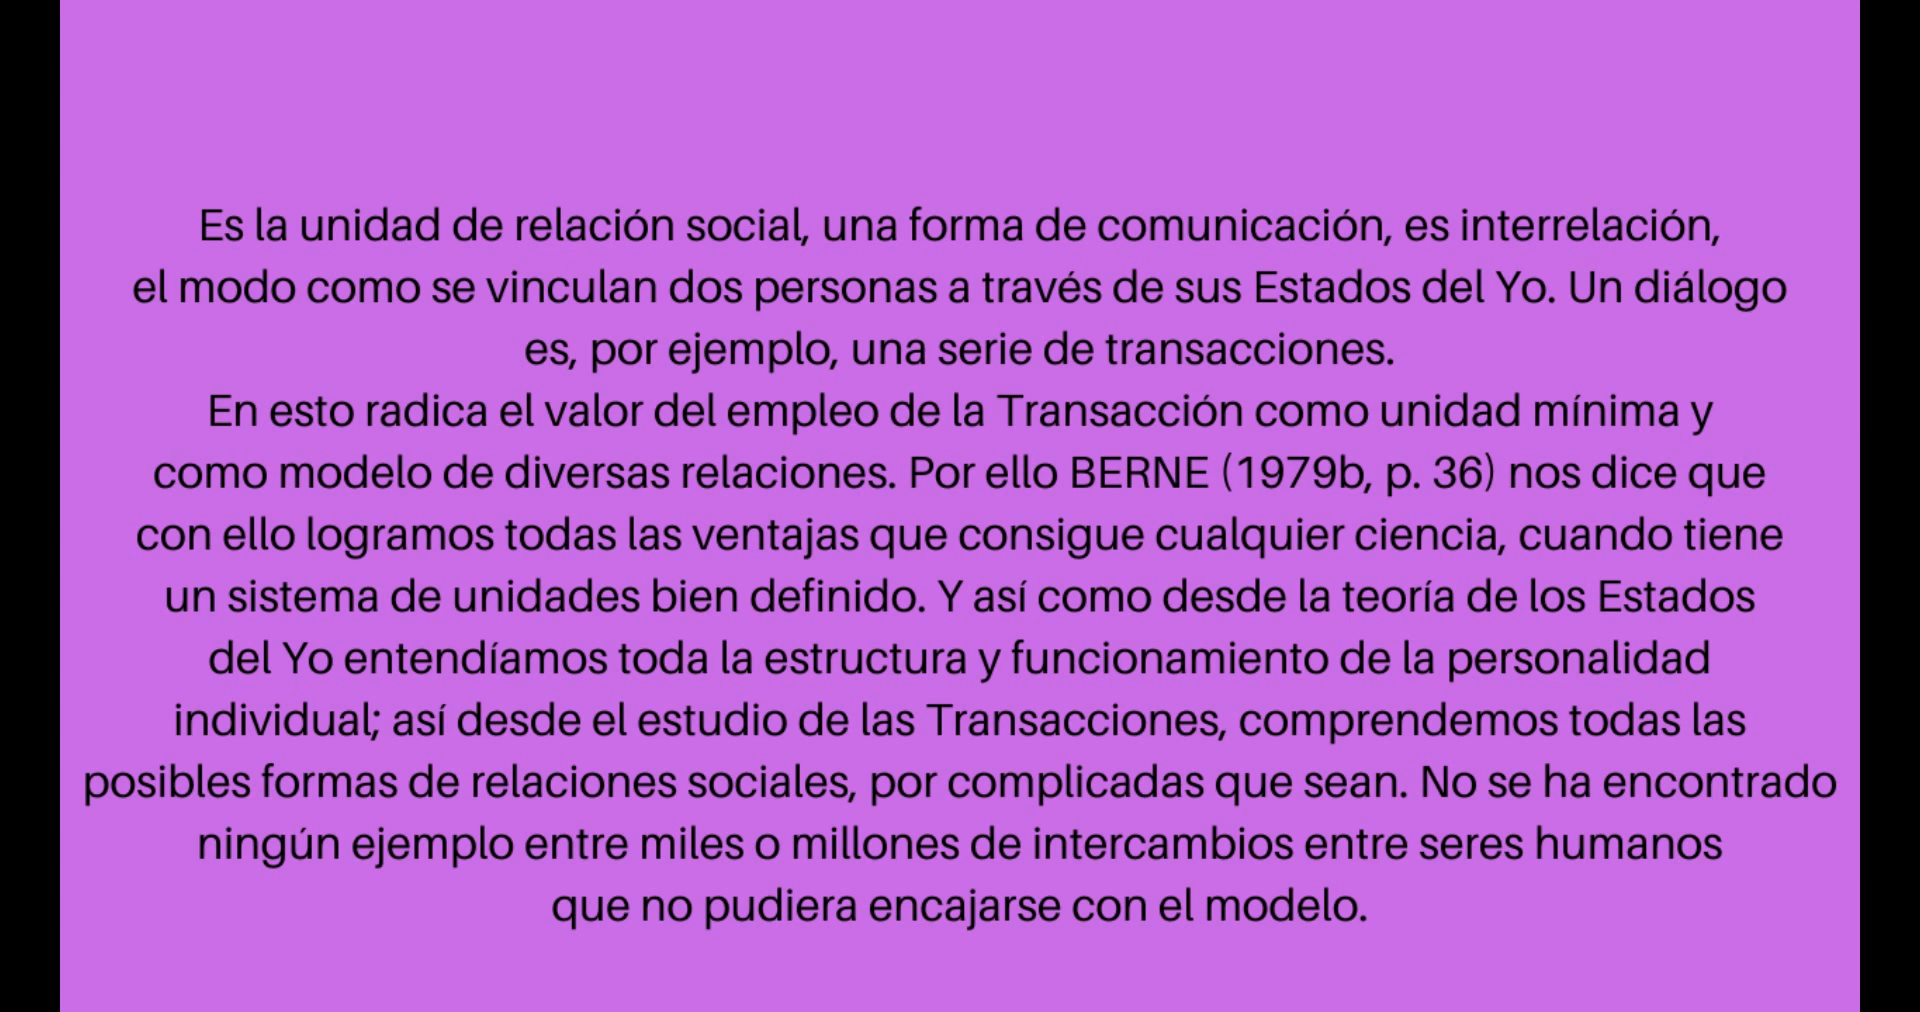 Es la unidad de relación social, una forma de comunicación, es interrelación,
el modo como se vinculan dos personas a través de sus Estados del Yo. Un diálogo
es, por ejemplo, una serie de transacciones.
En esto radica el valor del empleo de la Transacción como unidad mínima y
como modelo de diversas relaciones. Por ello BERNE (1979b, p. 36) nos dice que
con ello logramos todas las ventajas que consigue cualquier ciencia, cuando tiene
un sistema de unidades bien definido. Y así como desde la teoría de los Estados
del Yo entendíamos toda la estructura y funcionamiento de la personalidad
individual; así desde el estudio de las Transacciones, comprendemos todas las
posibles formas de relaciones sociales, por complicadas que sean. No se ha encontrado
ningún ejemplo entre miles o millones de intercambios entre seres humanos
que no pudiera encajarse con el modelo.